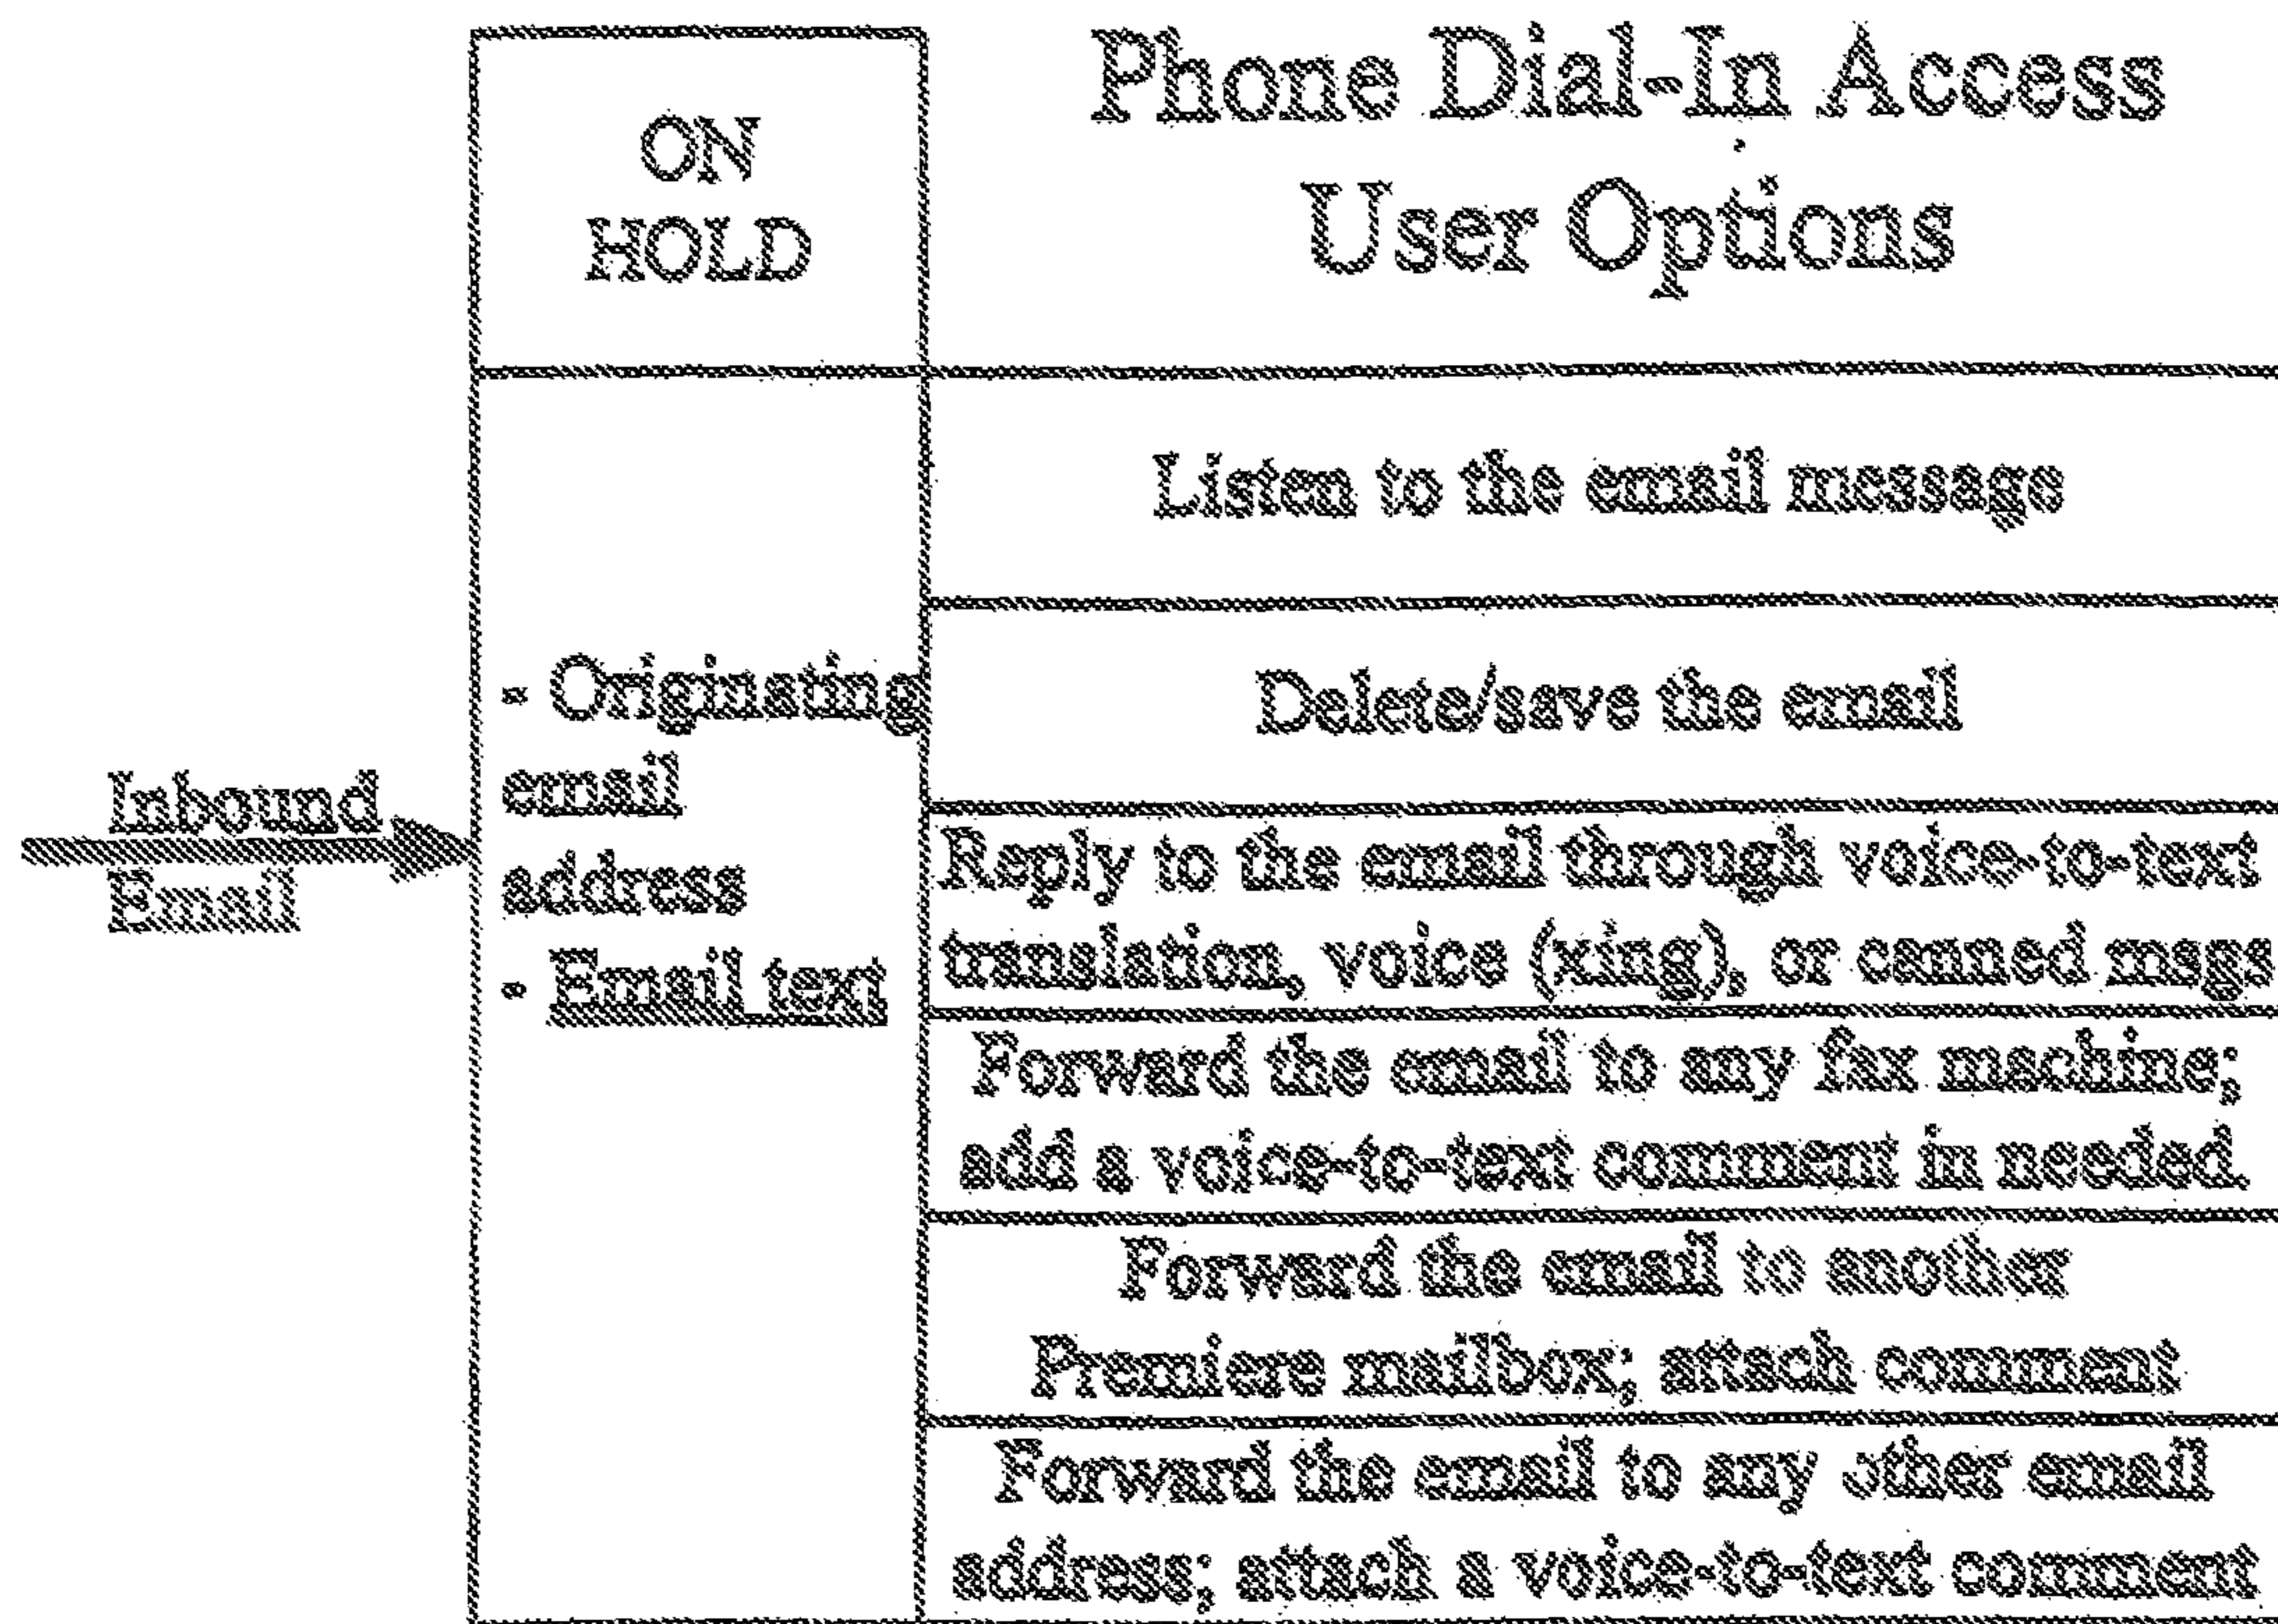 Inbound
Email
ON
HOLD
- Originating
email
address
- Email text
Phone Dial-In Access
User Options
Listen to the email message
Delete/save the email
Reply to the email through voice-to-text
translation, voice (xing), or canned msgs
Forward the email to any fax machine;
add a voice-to-text comment in needed.
Forward the email to another
Premiere mailbox; attach comment
Forward the email to any other email
address; attach a voice-to-text comment